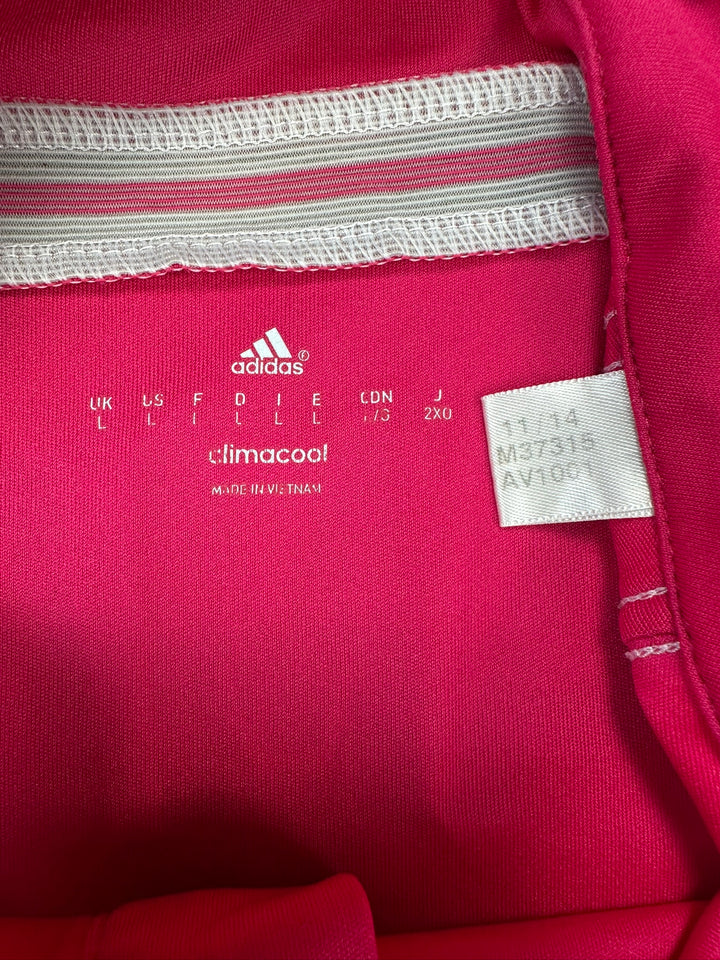 adidas®
UK US F D I E CDN J
L L L L L L /G 2XO
climacool
MADE IN VIETNAM
11 14
M37315
AV1001